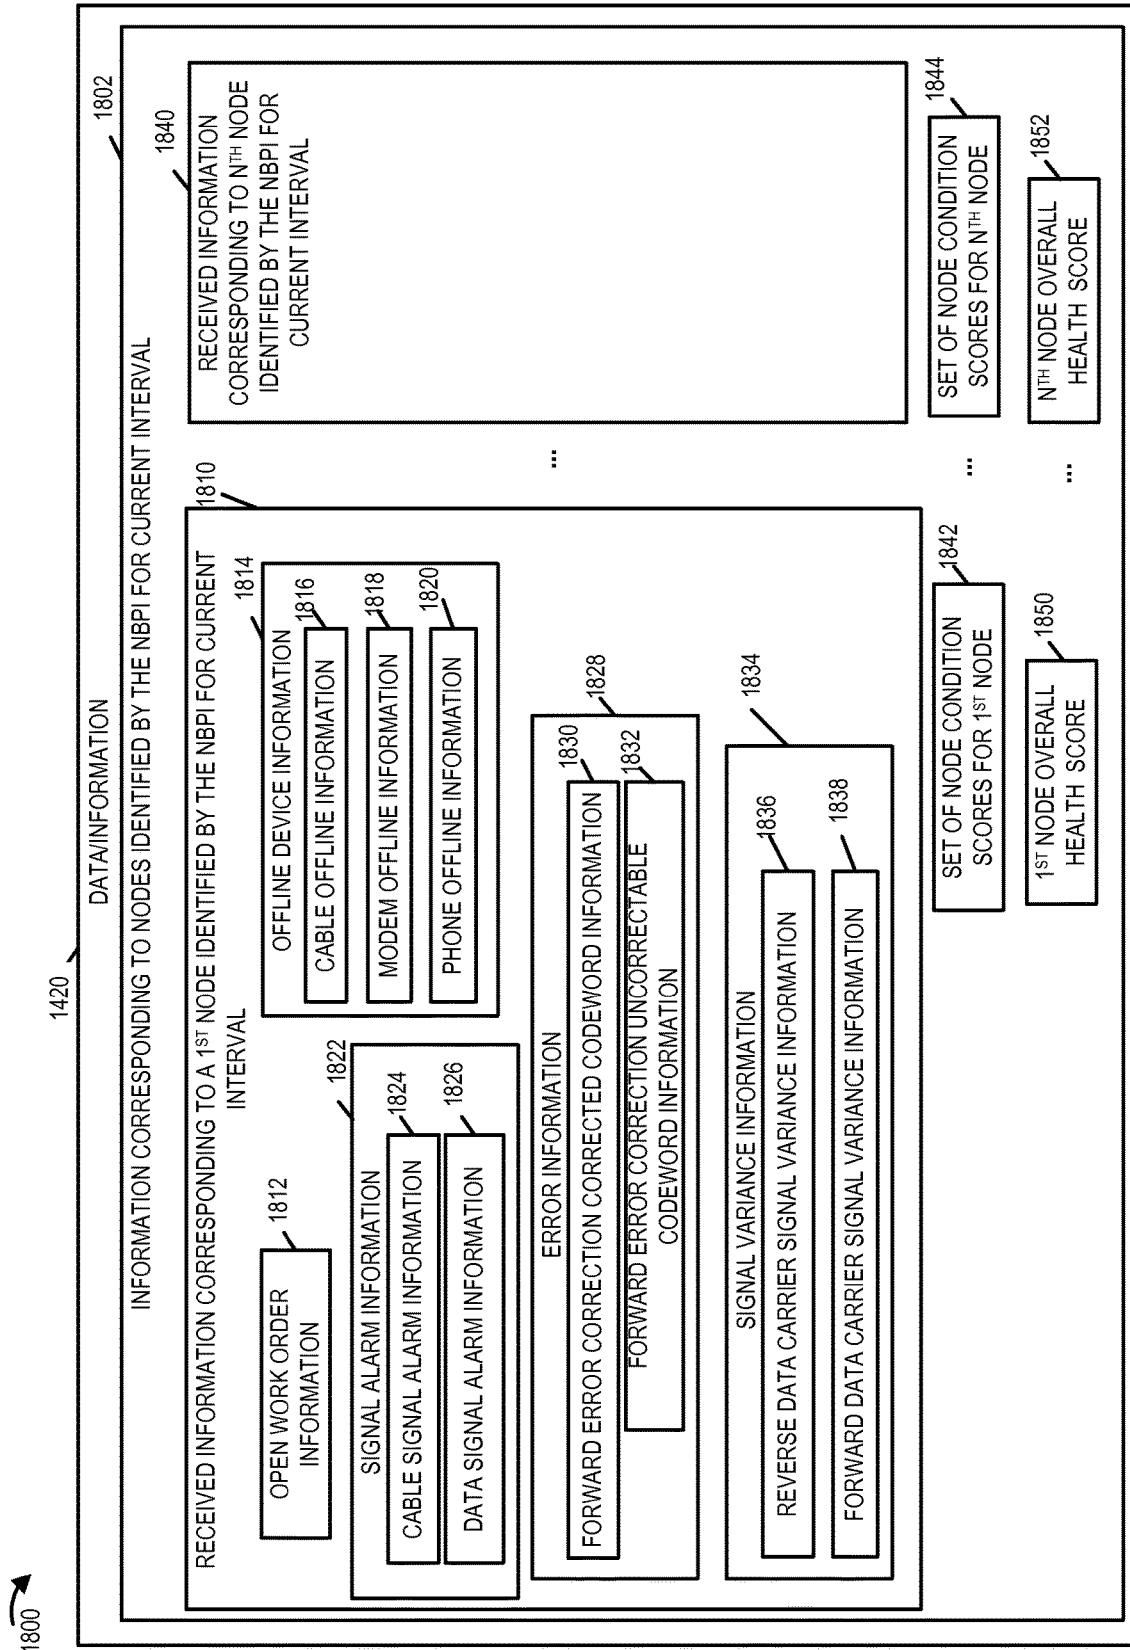 1800
1420
DATA/INFORMATION
1802
INFORMATION CORRESPONDING TO NODES IDENTIFIED BY THE NBPI FOR CURRENT INTERVAL
1810
RECEIVED INFORMATION CORRESPONDING TO A 1ST NODE IDENTIFIED BY THE NBPI FOR CURRENT
INTERVAL
1812
OPEN WORK ORDER
INFORMATION
1814
OFFLINE DEVICE INFORMATION
1816
CABLE OFFLINE INFORMATION
1818
MODEM OFFLINE INFORMATION
1820
PHONE OFFLINE INFORMATION
1822
SIGNAL ALARM INFORMATION
1824
CABLE SIGNAL ALARM INFORMATION
1826
DATA SIGNAL ALARM INFORMATION
1828
ERROR INFORMATION
1830
FORWARD ERROR CORRECTION CORRECTED CODEWORD INFORMATION
1832
FORWARD ERROR CORRECTION UNCORRECTABLE
CODEWORD INFORMATION
1834
SIGNAL VARIANCE INFORMATION
1836
REVERSE DATA CARRIER SIGNAL VARIANCE INFORMATION
1838
FORWARD DATA CARRIER SIGNAL VARIANCE INFORMATION
...
1840
RECEIVED INFORMATION
CORRESPONDING TO NTH NODE
IDENTIFIED BY THE NBPI FOR
CURRENT INTERVAL
1842
SET OF NODE CONDITION
SCORES FOR 1ST NODE
...
1844
SET OF NODE CONDITION
SCORES FOR NTH NODE
1850
1ST NODE OVERALL
HEALTH SCORE
...
1852
NTH NODE OVERALL
HEALTH SCORE